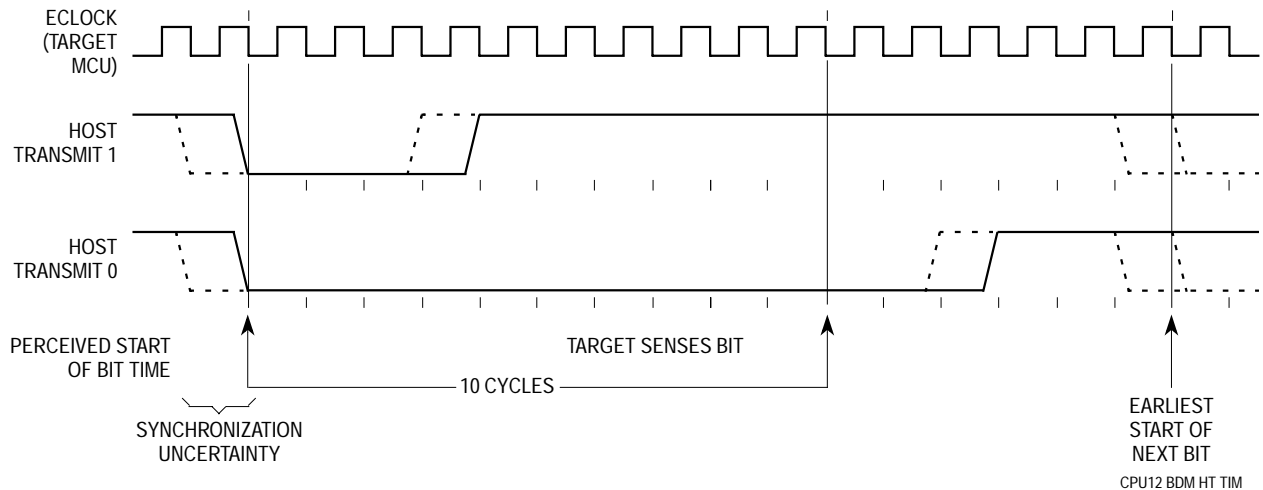 ECLOCK
(TARGET
MCU)
HOST
TRANSMIT 1
HOST
TRANSMIT 0
PERCEIVED START
OF BIT TIME
TARGET SENSES BIT
10 CYCLES
SYNCHRONIZATION
UNCERTAINTY
EARLIEST
START OF
NEXT BIT
CPU12 BDM HT TIM